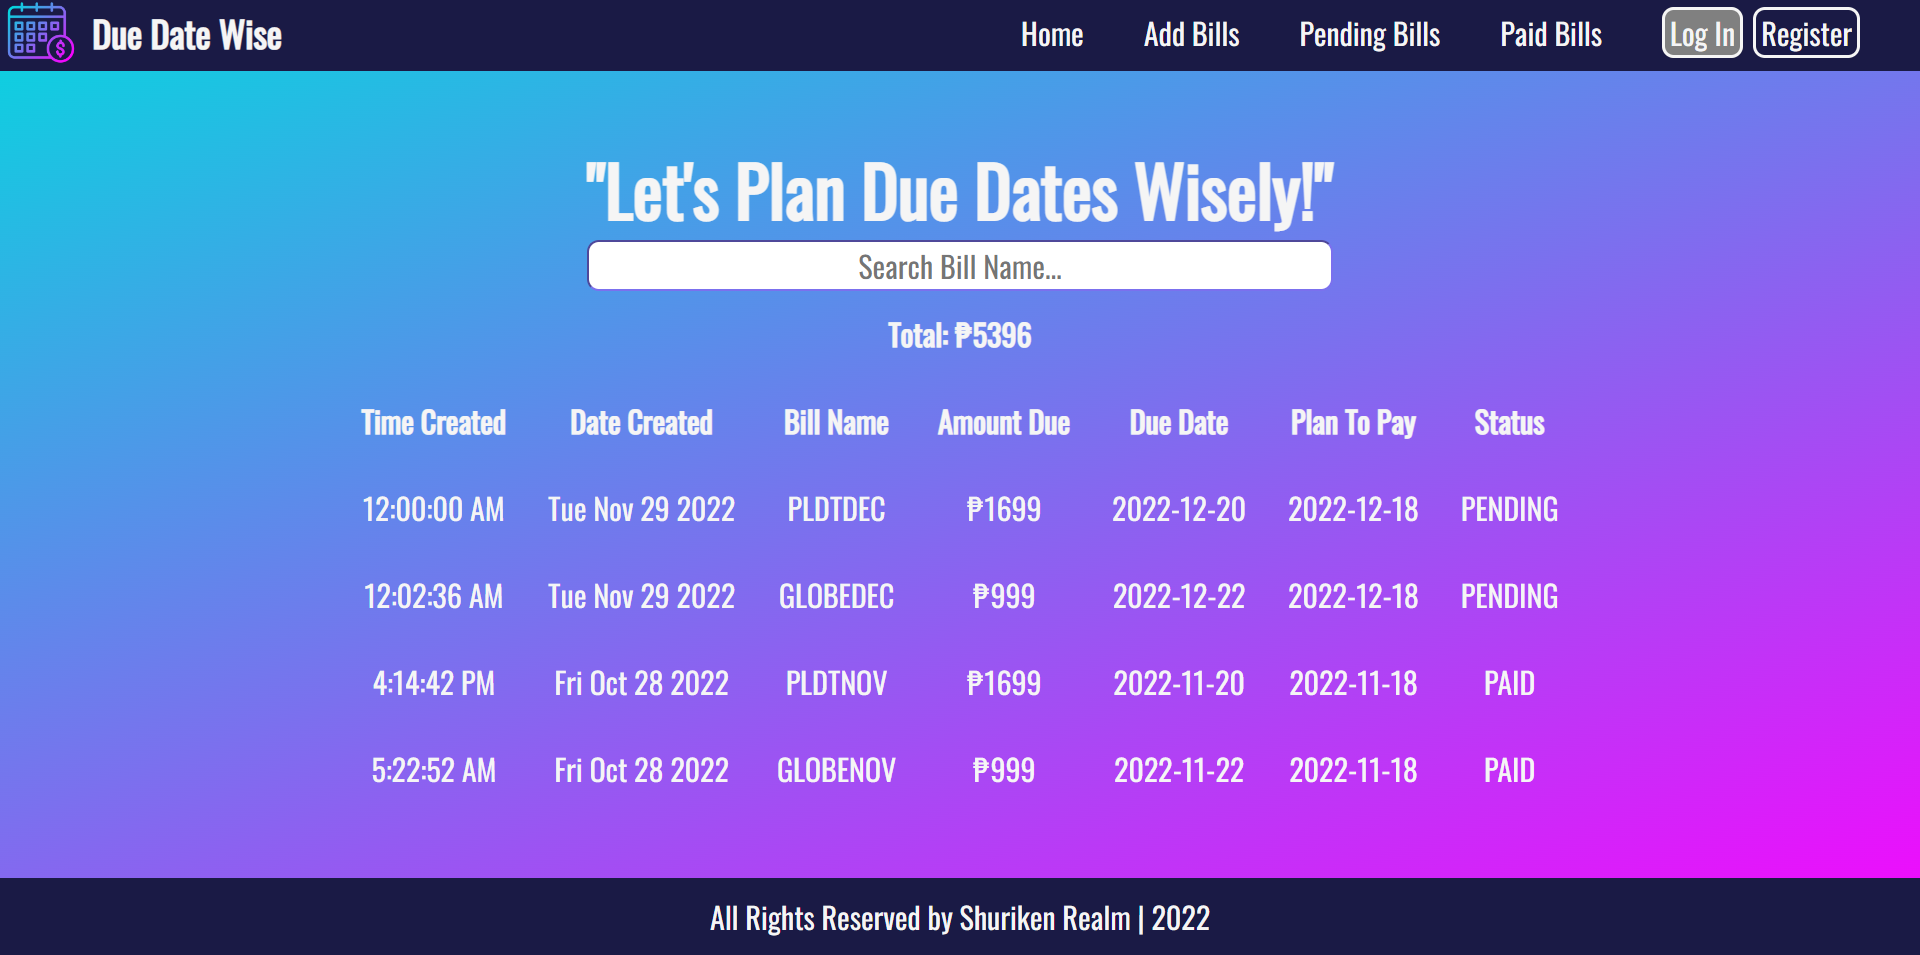 Due Date Wise Home Add Bills Pending Bills Paid Bills Log In Register
"Let's Plan Due Dates Wisely!"
Search Bill Name...
Total: ₱5396
Time Created Date Created Bill Name Amount Due Due Date Plan To Pay Status
12:00:00 AM Tue Nov 29 2022 PLDTDEC ₱1699 2022-12-20 2022-12-18 PENDING
12:02:36 AM Tue Nov 29 2022 GLOBEDEC ₱999 2022-12-22 2022-12-18 PENDING
4:14:42 PM Fri Oct 28 2022 PLDTNOV ₱1699 2022-11-20 2022-11-18 PAID
5:22:52 AM Fri Oct 28 2022 GLOBENOV ₱999 2022-11-22 2022-11-18 PAID
All Rights Reserved by Shuriken Realm | 2022